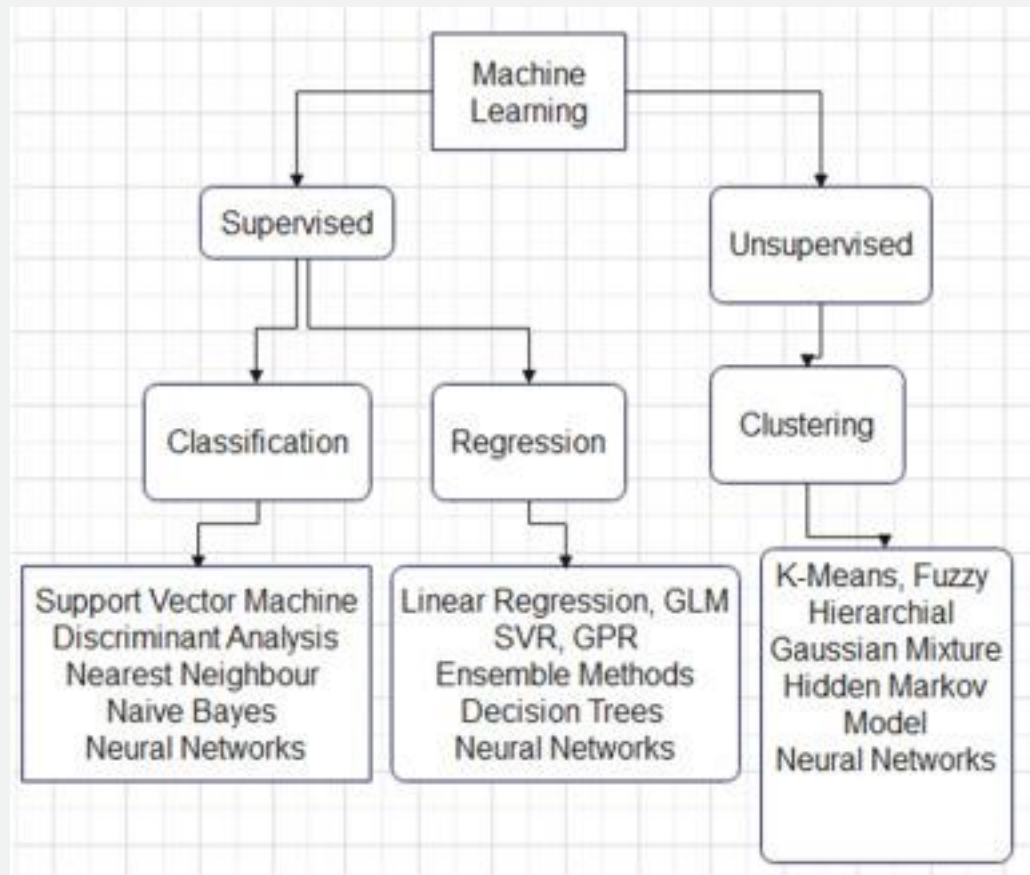 Machine
Learning
Supervised
Unsupervised
Classification
Regression
Clustering
Support Vector Machine
Discriminant Analysis
Nearest Neighbour
Naive Bayes
Neural Networks
Linear Regression, GLM
SVR, GPR
Ensemble Methods
Decision Trees
Neural Networks
K-Means, Fuzzy
Hierarchial
Gaussian Mixture
Hidden Markov
Model
Neural Networks